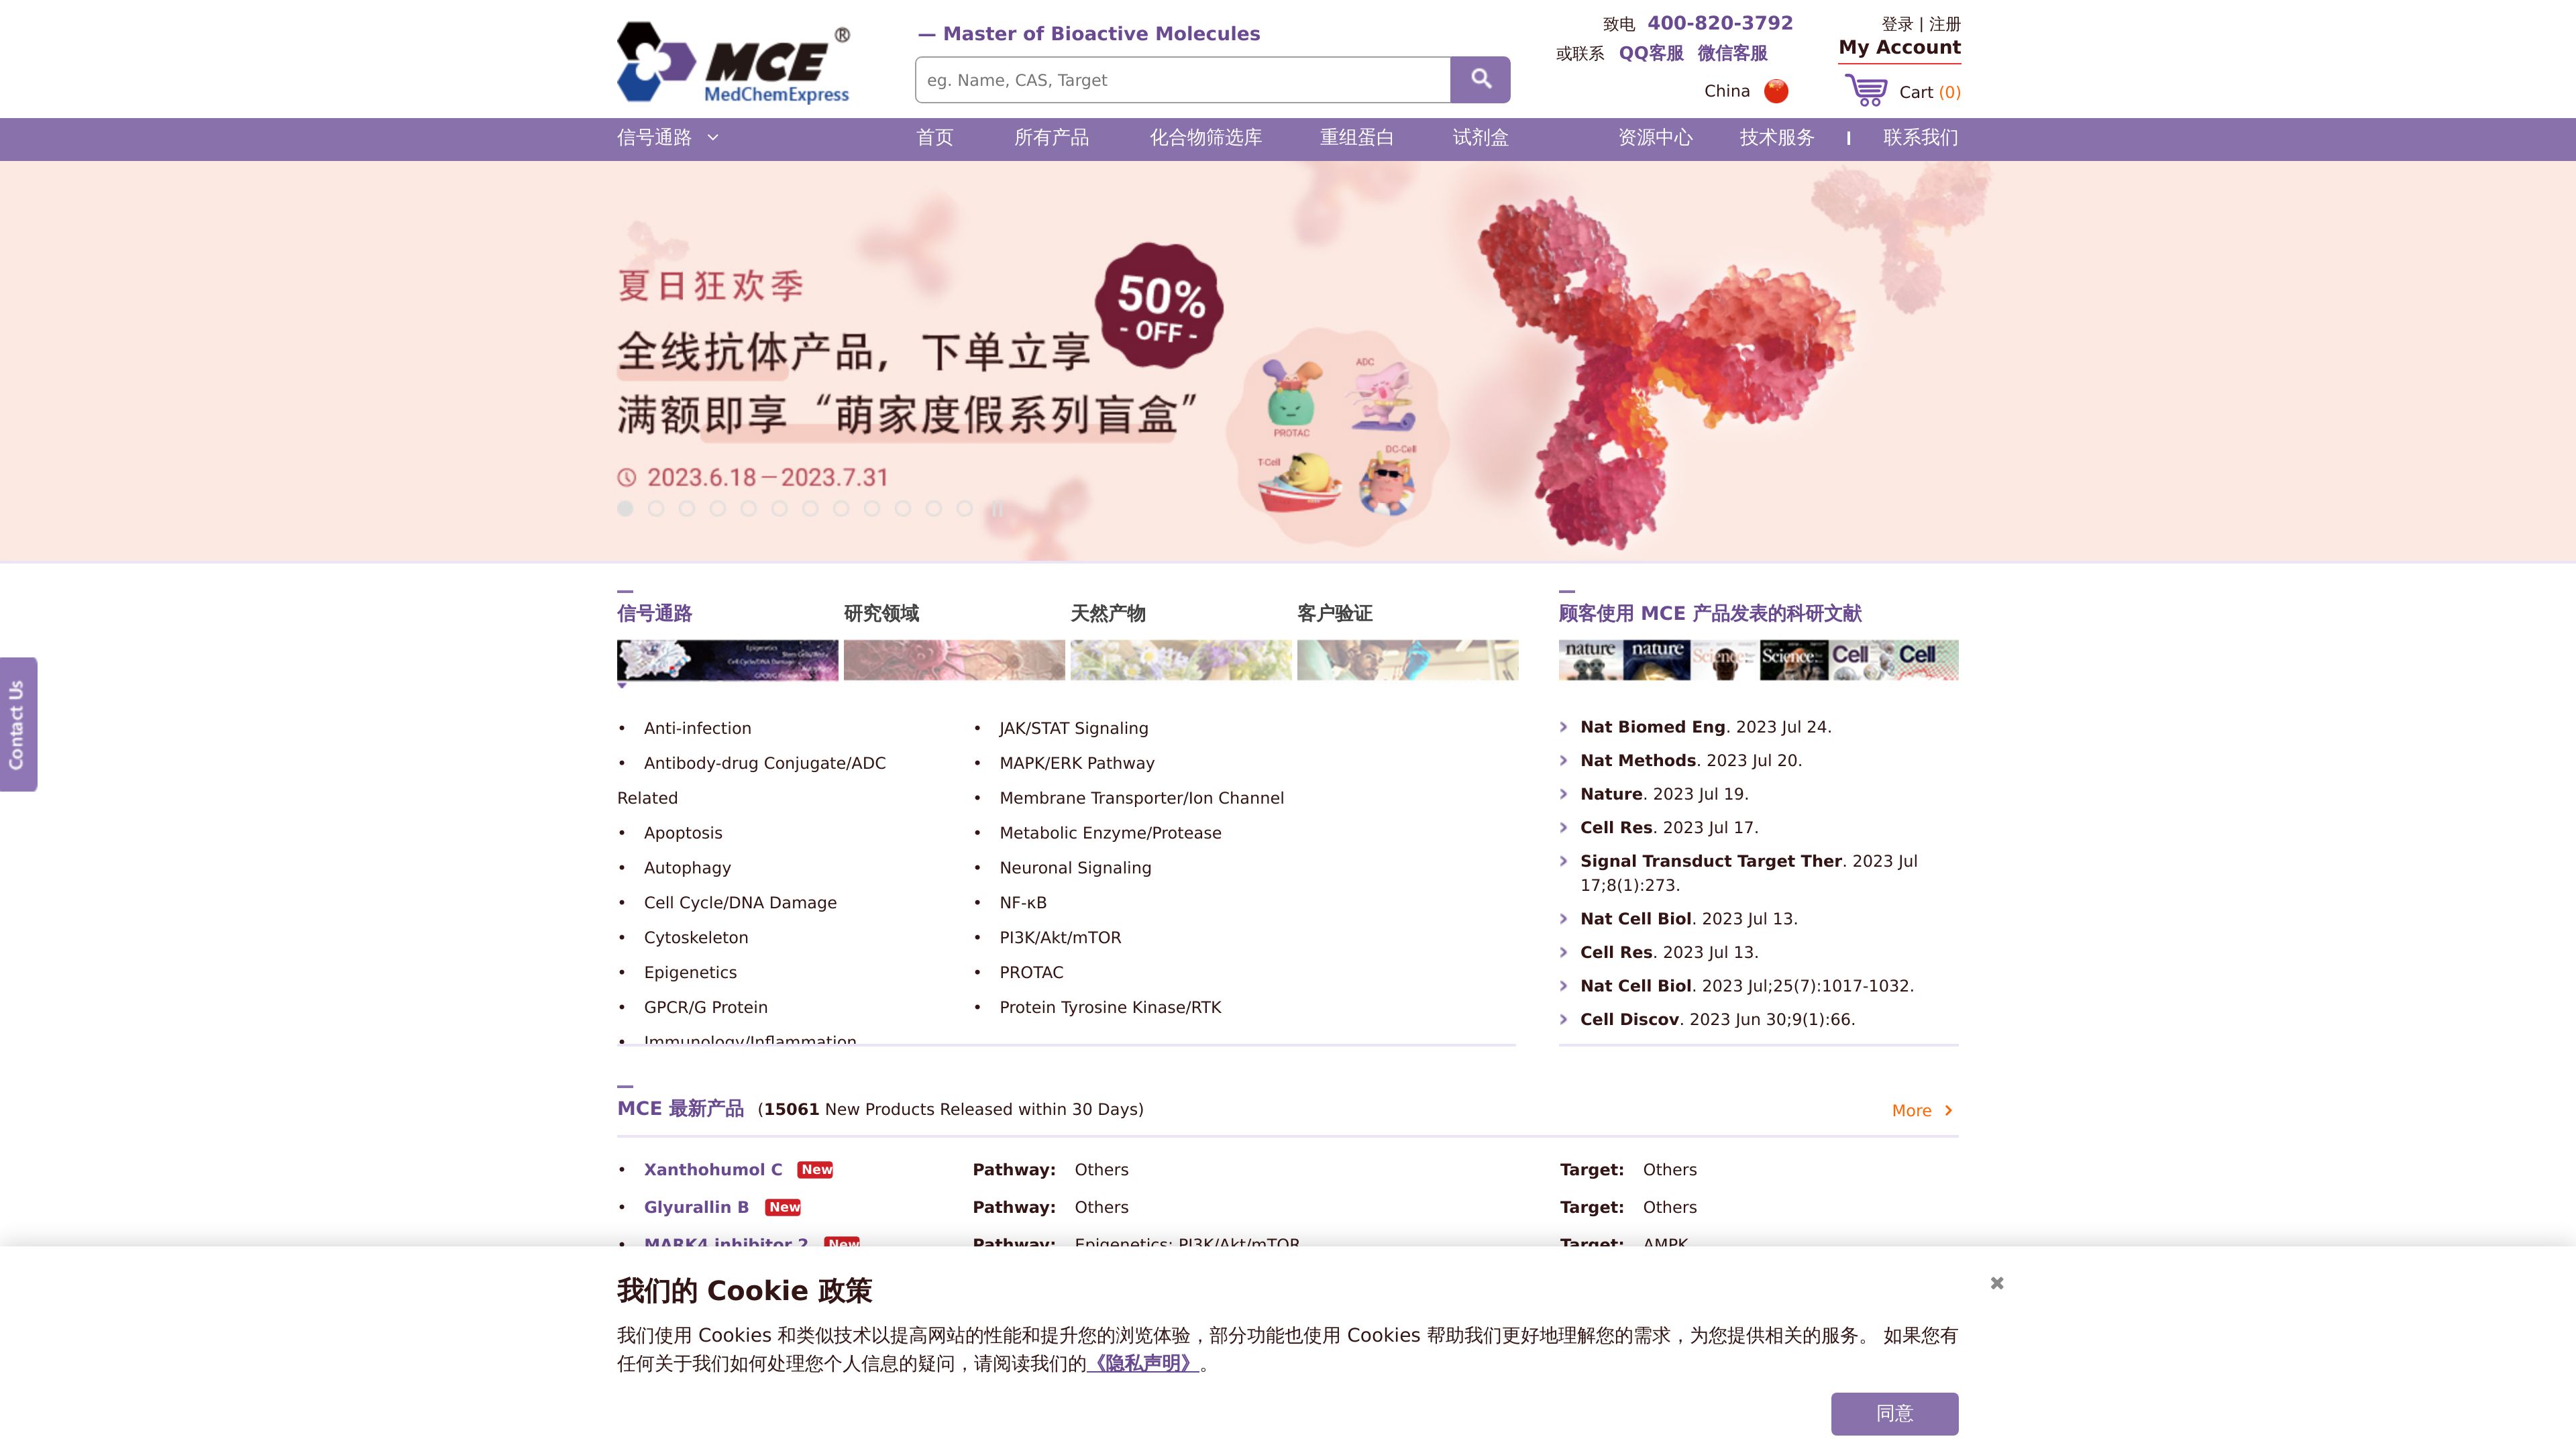 MCE®
MedChemExpress
— Master of Bioactive Molecules
eg. Name, CAS, Target
致电 400-820-3792
或联系 QQ客服 微信客服
China
登录 | 注册
My Account
Cart (0)
信号通路 首页 所有产品 化合物筛选库 重组蛋白 试剂盒 资源中心 技术服务 联系我们
夏日狂欢季
全线抗体产品，下单立享
50%
- OFF -
满额即享“萌家度假系列盲盒”
2023.6.18—2023.7.31
ADC
PROTAC
T-Cell
DC-Cell
Contact Us
信号通路 研究领域 天然产物 客户验证
Epigenetics
Cell Cycle/DNA Damage
• Anti-infection
• Antibody-drug Conjugate/ADC
Related
• Apoptosis
• Autophagy
• Cell Cycle/DNA Damage
• Cytoskeleton
• Epigenetics
• GPCR/G Protein
• Immunology/Inflammation
• JAK/STAT Signaling
• MAPK/ERK Pathway
• Membrane Transporter/Ion Channel
• Metabolic Enzyme/Protease
• Neuronal Signaling
• NF-κB
• PI3K/Akt/mTOR
• PROTAC
• Protein Tyrosine Kinase/RTK
顾客使用 MCE 产品发表的科研文献
nature nature Science Science Cell Cell
Nat Biomed Eng. 2023 Jul 24.
Nat Methods. 2023 Jul 20.
Nature. 2023 Jul 19.
Cell Res. 2023 Jul 17.
Signal Transduct Target Ther. 2023 Jul
17;8(1):273.
Nat Cell Biol. 2023 Jul 13.
Cell Res. 2023 Jul 13.
Nat Cell Biol. 2023 Jul;25(7):1017-1032.
Cell Discov. 2023 Jun 30;9(1):66.
MCE 最新产品 (15061 New Products Released within 30 Days)
More
• Xanthohumol C New Pathway: Others Target: Others
• Glyurallin B New Pathway: Others Target: Others
• MARK4 inhibitor 2 New Pathway: Epigenetics; PI3K/Akt/mTOR Target: AMPK
我们的 Cookie 政策
我们使用 Cookies 和类似技术以提高网站的性能和提升您的浏览体验，部分功能也使用 Cookies 帮助我们更好地理解您的需求，为您提供相关的服务。 如果您有
任何关于我们如何处理您个人信息的疑问，请阅读我们的《隐私声明》。
同意